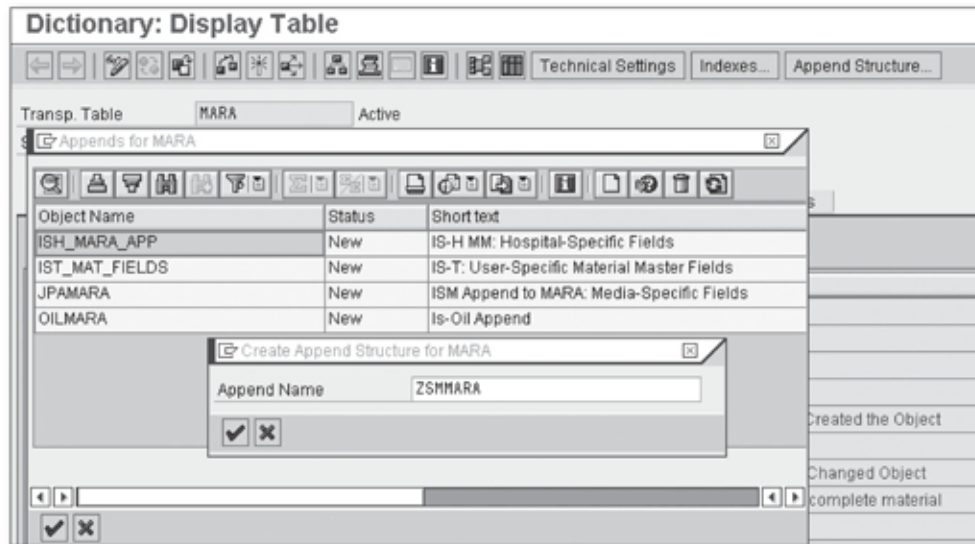 Dictionary: Display Table
Technical Settings Indexes... Append Structure...
Transp. Table MARA Active
Appends for MARA
Object Name Status Short text
ISH_MARA_APP New IS-H MM: Hospital-Specific Fields
IST_MAT_FIELDS New IS-T: User-Specific Material Master Fields
JPAMARA New ISM Append to MARA: Media-Specific Fields
OILMARA New Is-Oil Append
Create Append Structure for MARA
Append Name ZSMMARA
Created the Object
Changed Object
complete material